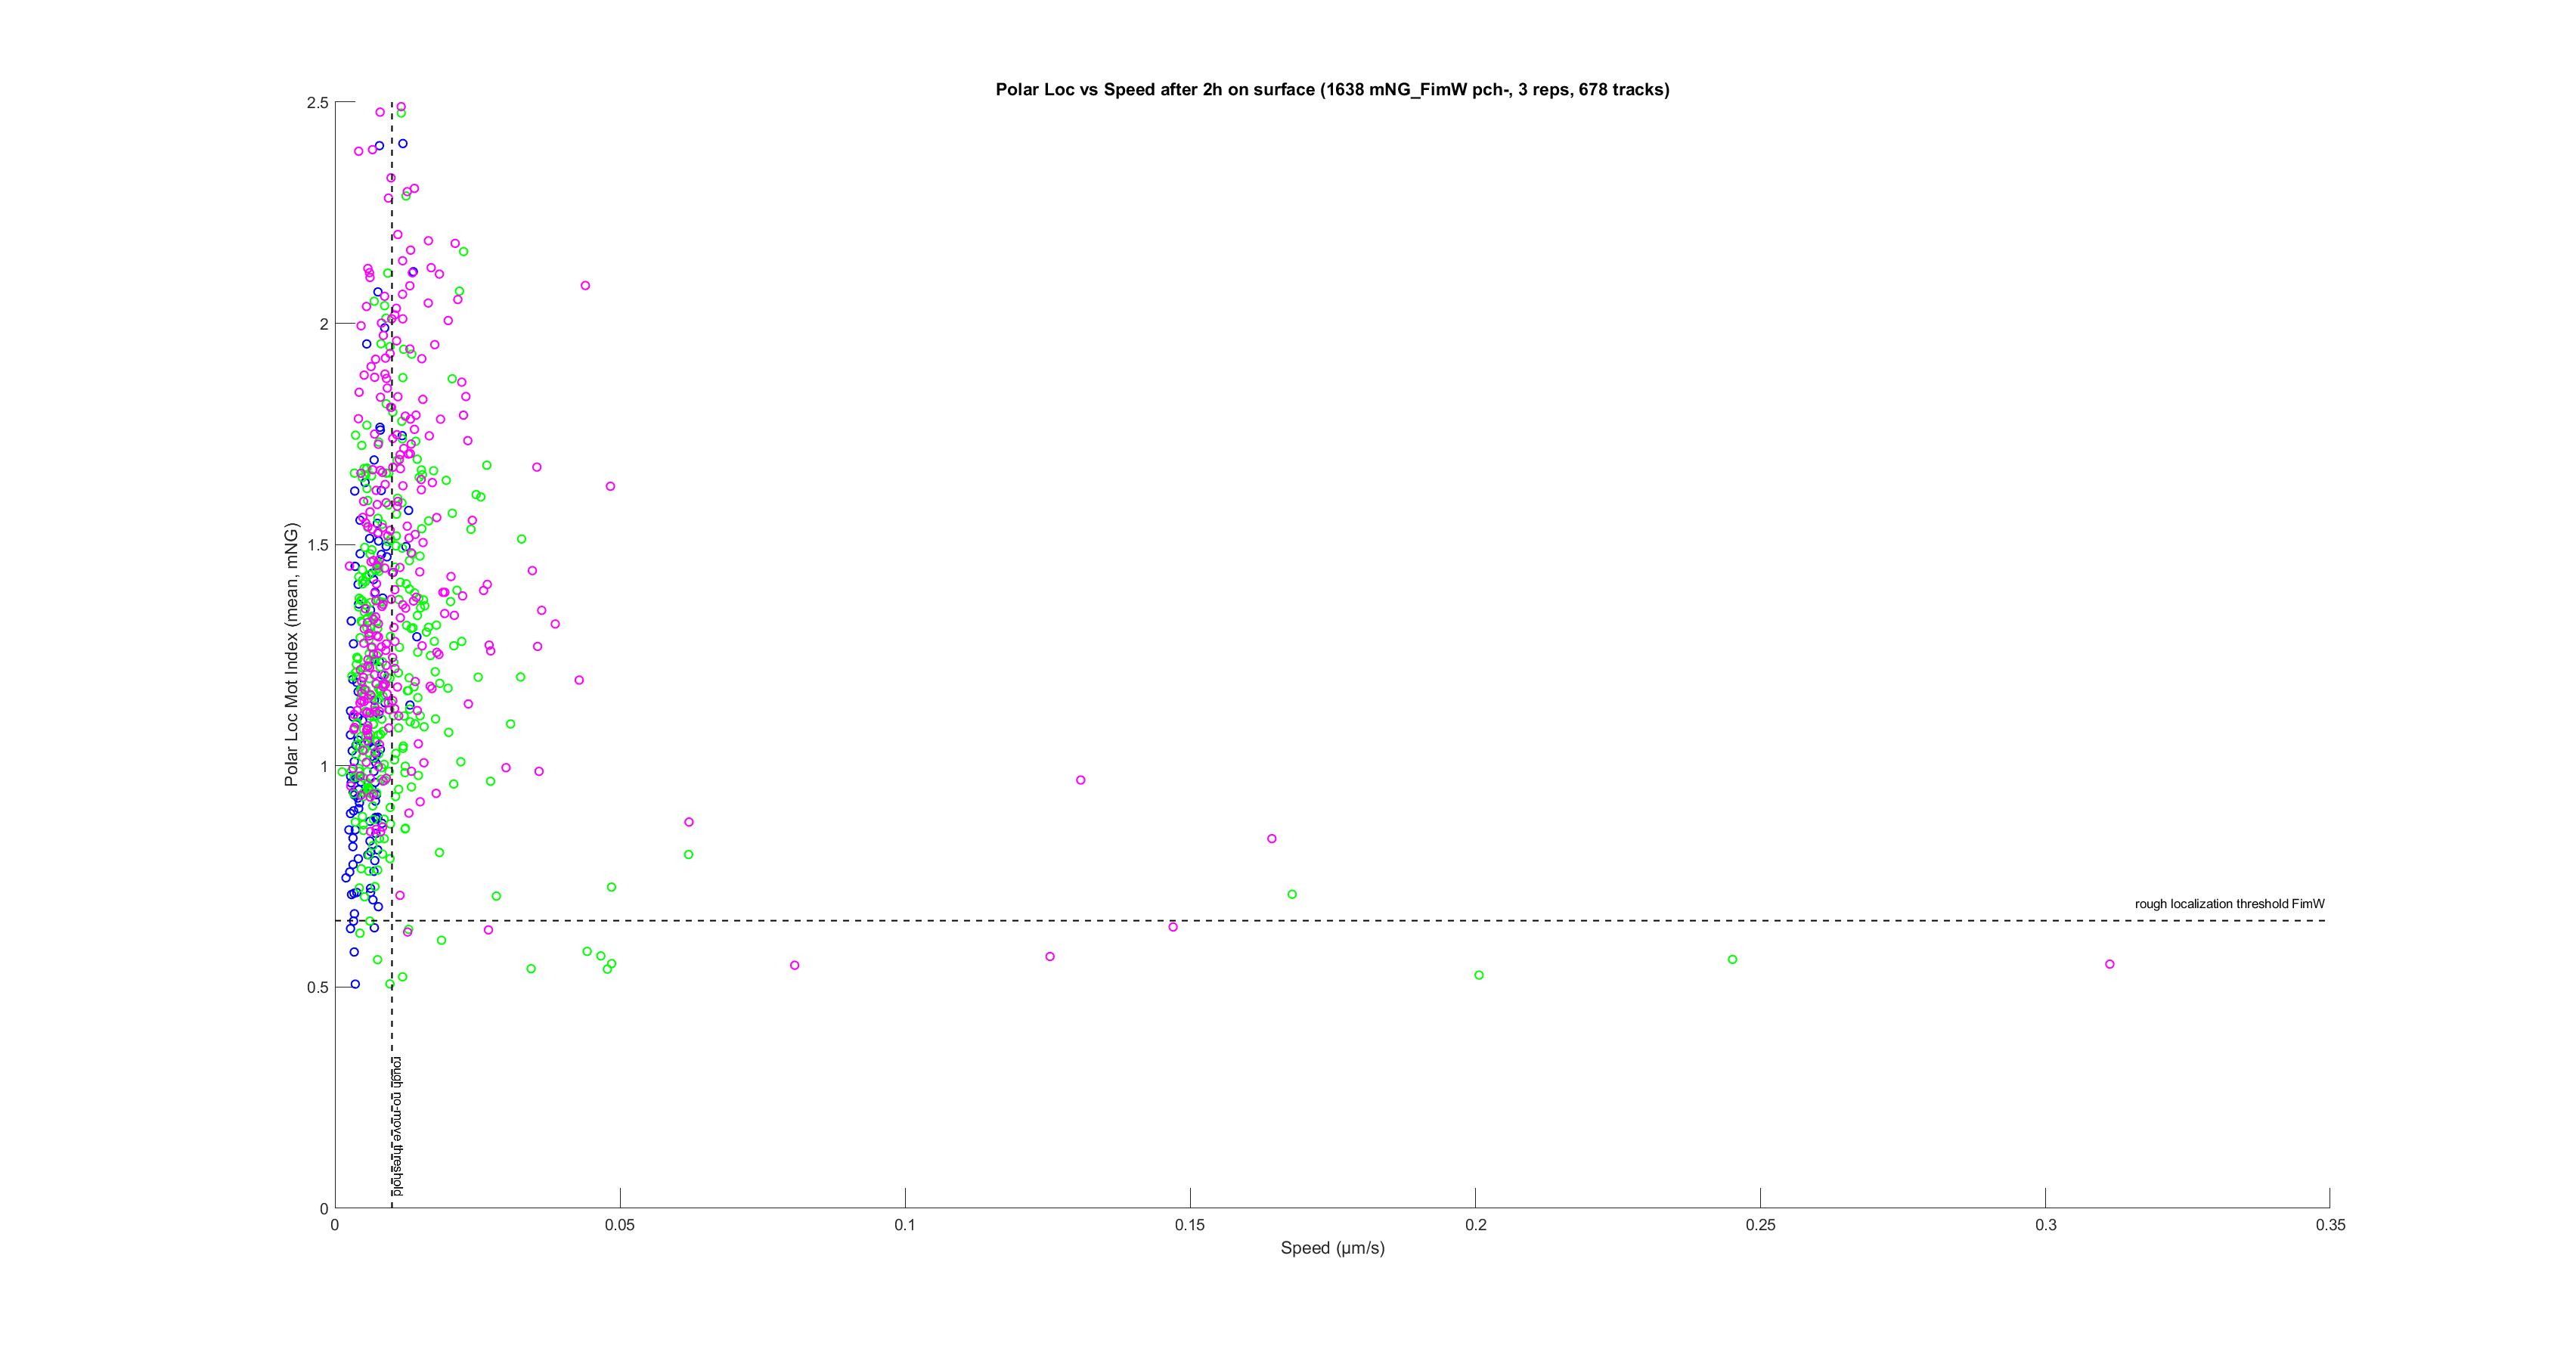 Polar Loc vs Speed after 2h on surface (1638 mNG_FimW pch-, 3 reps, 678 tracks)
2.5
2
1.5
1
0.5
0
Polar Loc Mot Index (mean, mNG)
rough localization threshold FimW
rough no-move threshold
0
0.05
0.1
0.15
0.2
0.25
0.3
0.35
Speed (μm/s)